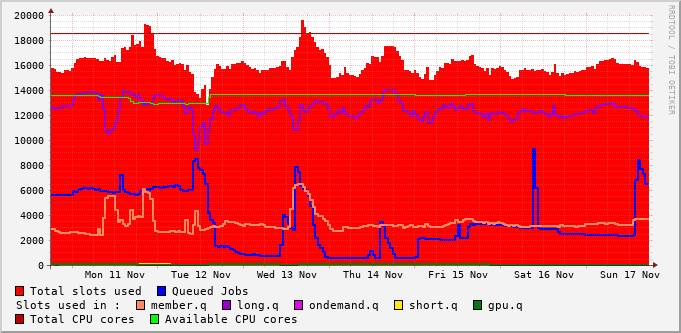 20000
18000
16000
14000
12000
10000
8000
6000
4000
2000
0
Mon 11 Nov Tue 12 Nov Wed 13 Nov Thu 14 Nov Fri 15 Nov Sat 16 Nov Sun 17 Nov
Total slots used Queued Jobs
Slots used in : member.q long.q ondemand.q short.q gpu.q
Total CPU cores Available CPU cores
RRDTOOL / TOBI OETIKER